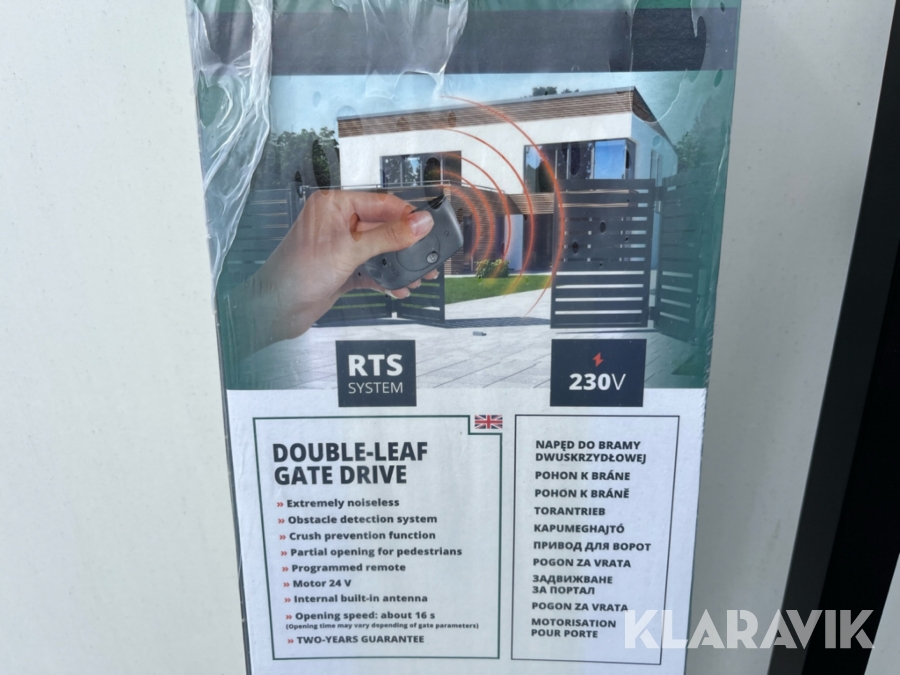 RTS
SYSTEM
230V
DOUBLE-LEAF
GATE DRIVE
» Extremely noiseless
» Obstacle detection system
» Crush prevention function
» Partial opening for pedestrians
» Programmed remote
» Motor 24 V
» Internal built-in antenna
» Opening speed: about 16 s
(Opening time may vary depending of gate parameters)
» TWO-YEARS GUARANTEE
NAPĘD DO BRAMY
DWUSKRZYDŁOWEJ
POHON K BRÁNE
POHON K BRÁNĚ
TORANTRIEB
KAPUMEGHAJTÓ
ПРИВОД ДЛЯ ВОРОТ
POGON ZA VRATA
ЗАДВИЖВАНЕ
ЗА ПОРТАЛ
POGON ZA VRATA
MOTORISATION
POUR PORTE
KLARAVIK